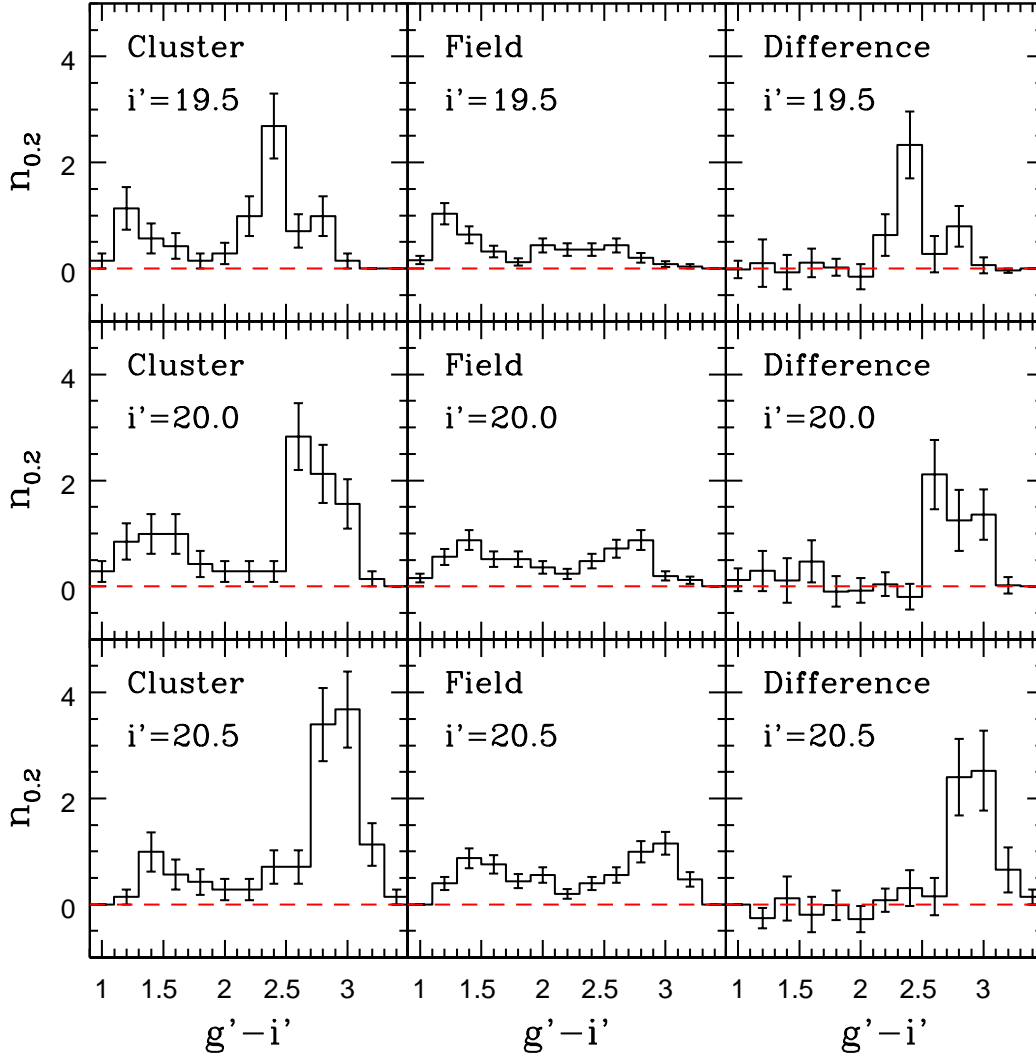 Cluster
i'=19.5
Field
i'=19.5
Difference
i'=19.5
4
2
0
n0.2
Cluster
i'=20.0
Field
i'=20.0
Difference
i'=20.0
4
2
0
n0.2
Cluster
i'=20.5
Field
i'=20.5
Difference
i'=20.5
4
2
0
n0.2
1 1.5 2 2.5 3
1 1.5 2 2.5 3
1 1.5 2 2.5 3
g'-i'
g'-i'
g'-i'